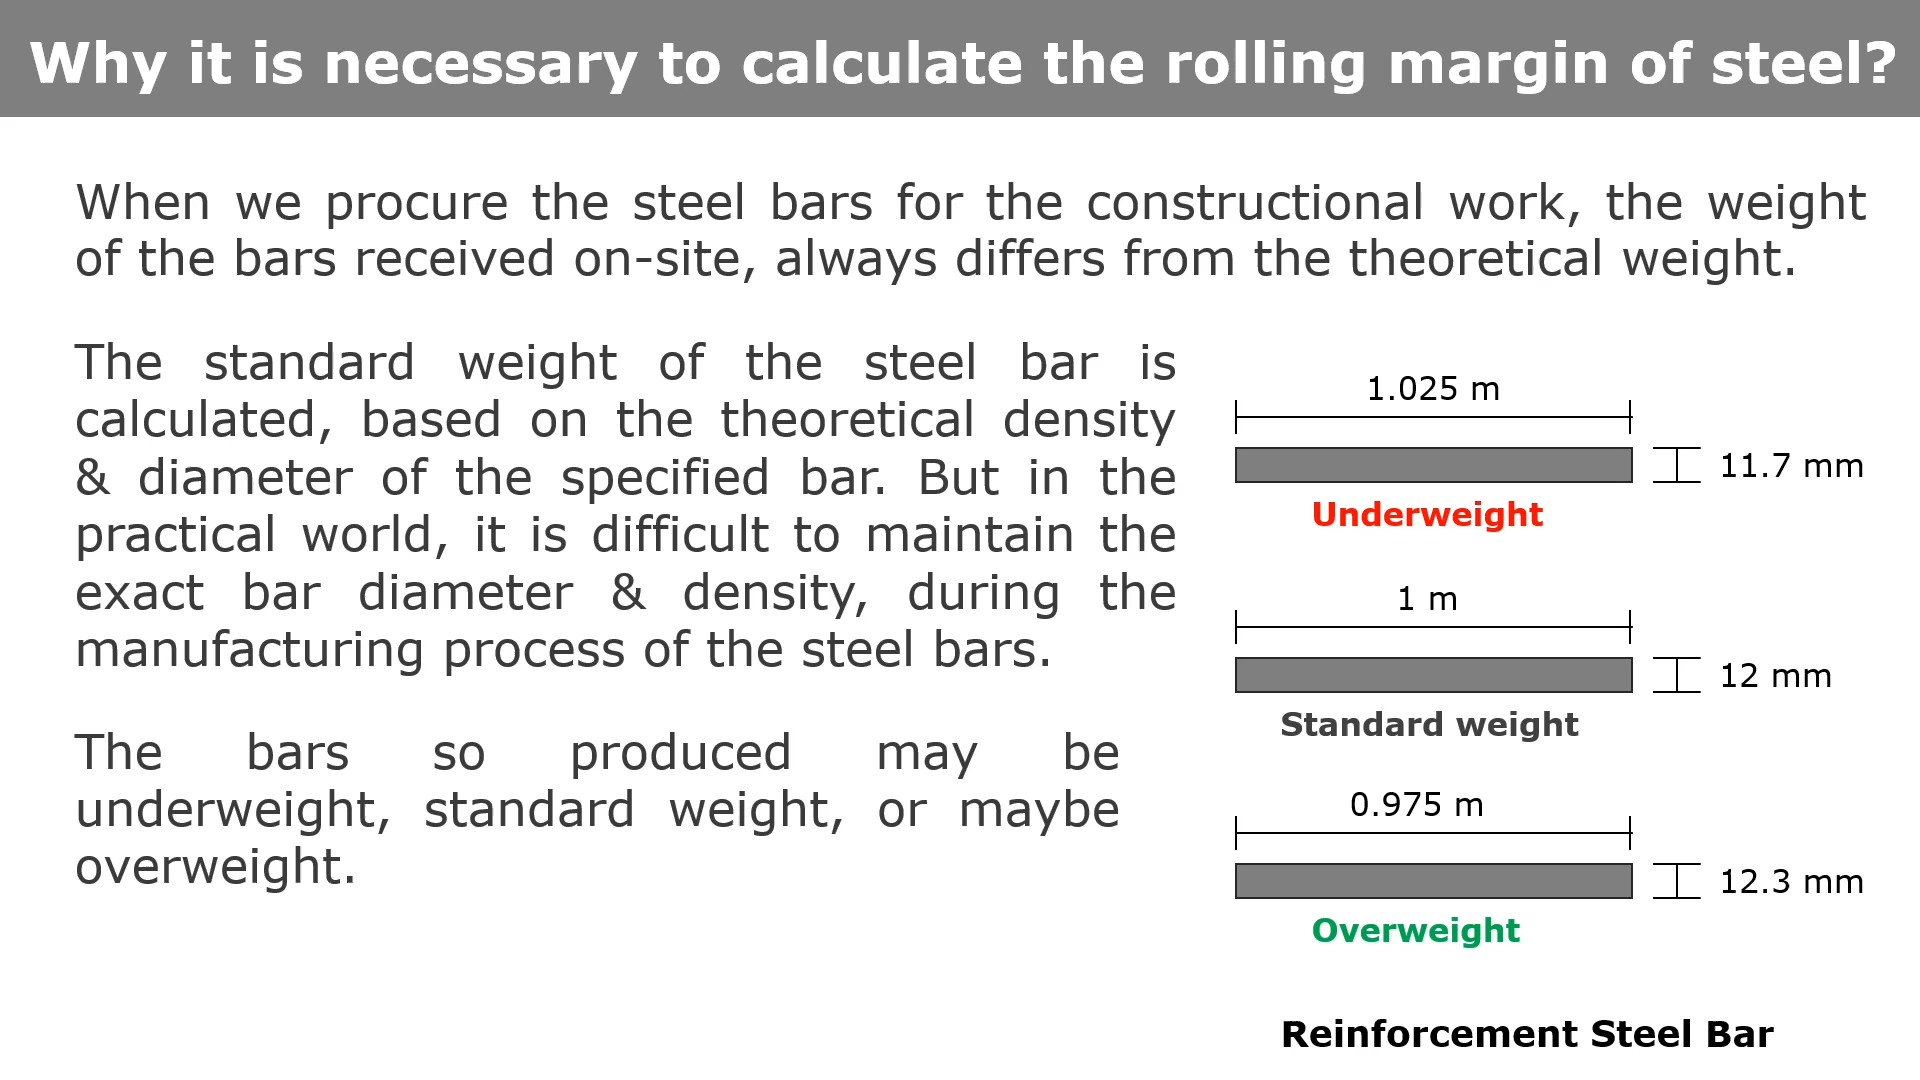 Why it is necessary to calculate the rolling margin of steel?
When we procure the steel bars for the constructional work, the weight
of the bars received on-site, always differs from the theoretical weight.
The standard weight of the steel bar is
calculated, based on the theoretical density
& diameter of the specified bar. But in the
practical world, it is difficult to maintain the
exact bar diameter & density, during the
manufacturing process of the steel bars.
The bars so produced may be
underweight, standard weight, or maybe
overweight.
1.025 m
11.7 mm
Underweight
1 m
12 mm
Standard weight
0.975 m
12.3 mm
Overweight
Reinforcement Steel Bar